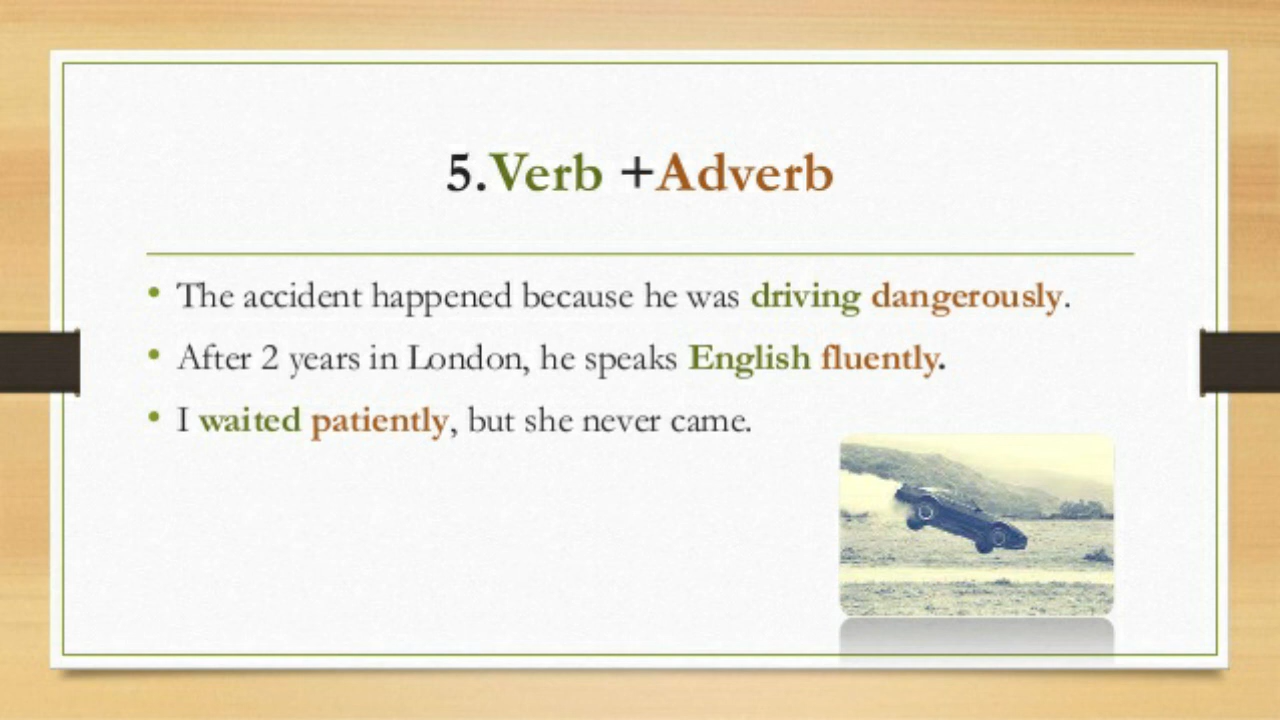 5.Verb +Adverb
• The accident happened because he was driving dangerously.
• After 2 years in London, he speaks English fluently.
• I waited patiently, but she never came.